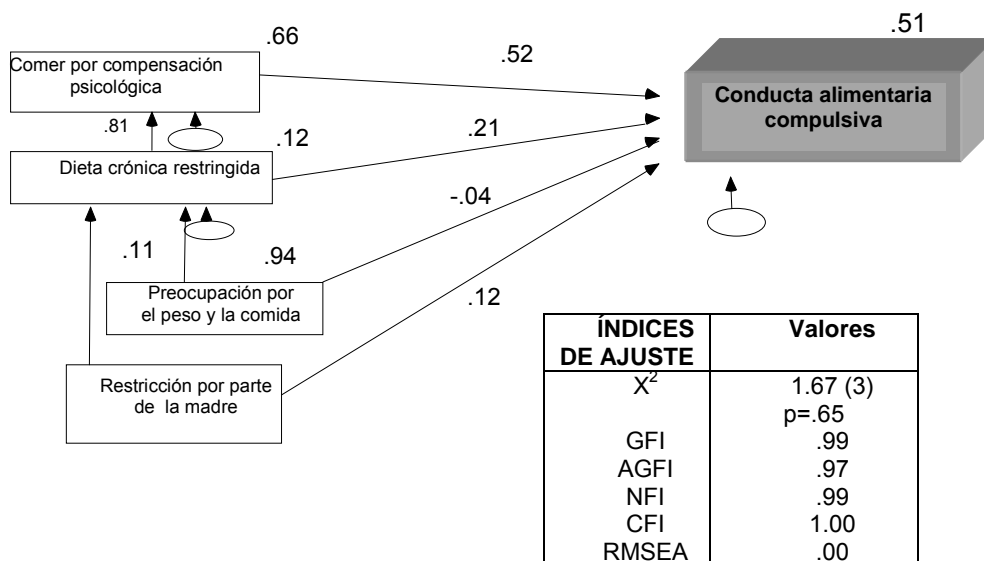 .51
.66
.52
Comer por compensación
psicológica
Conducta alimentaria
compulsiva
.81
.12
.21
Dieta crónica restringida
-.04
.11
.94
Preocupación por
el peso y la comida
.12
Restricción por parte
de la madre
ÍNDICES
DE AJUSTE
Valores
X²
1.67 (3)
p=.65
GFI
.99
AGFI
.97
NFI
.99
CFI
1.00
RMSEA
.00